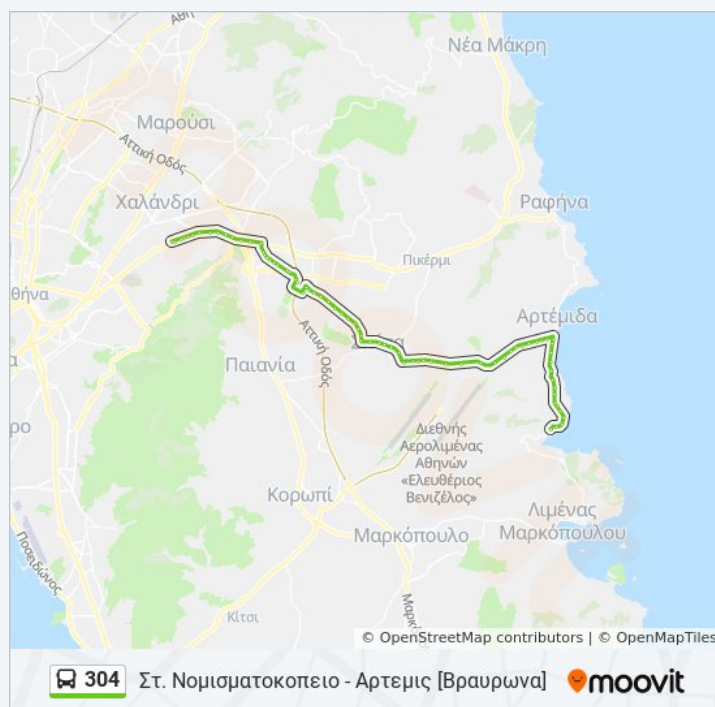 Αθη
Νέα Μάκρη
Μαρούσι
Αττική Οδός
Χαλάνδρι
Ραφήνα
Πικέρμι
θήνα
Αρτέμιδα
Παιανία
Αττική Οδός
Διεθνής
Αερολιμένας
Αθηνών
«Ελευθέριος
Βενιζέλος»
Κορωπί
Λιμένας
Μαρκοπούλου
Μαρκόπουλο
Ποσειδώνος
Κίτσι
© OpenStreetMap contributors | © OpenMapTiles
304 Στ. Νομισματοκοπειο - Αρτεμις [Βραυρωνα] moovit